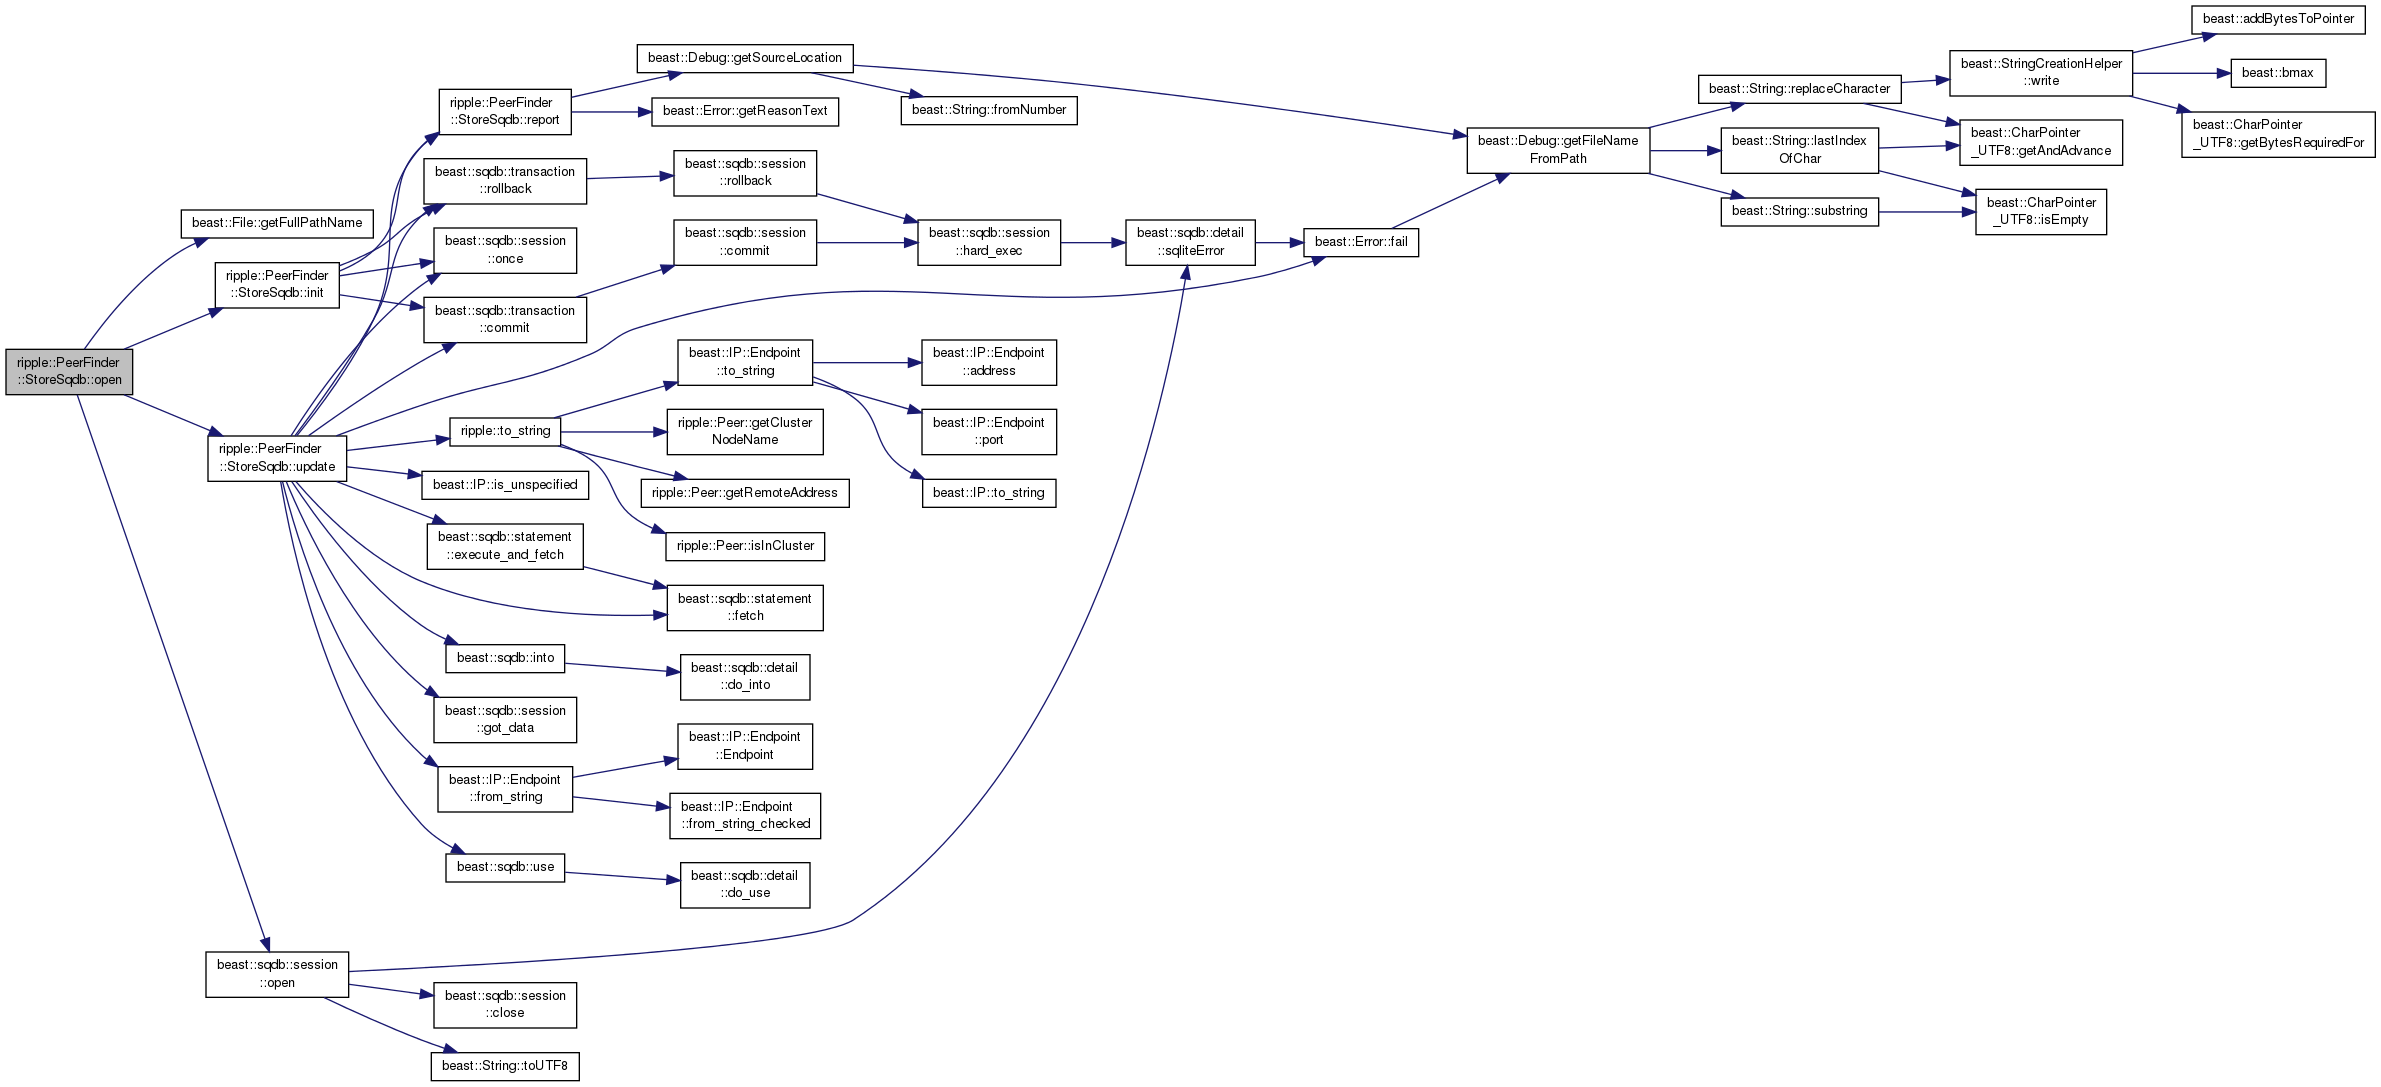 ripple::PeerFinder
::StoreSqdb::open
beast::File::getFullPathName
ripple::PeerFinder
::StoreSqdb::init
ripple::PeerFinder
::StoreSqdb::update
beast::sqdb::session
::open
ripple::PeerFinder
::StoreSqdb::report
beast::sqdb::transaction
::rollback
beast::sqdb::session
::once
beast::sqdb::transaction
::commit
ripple::to_string
beast::IP::is_unspecified
beast::sqdb::statement
::execute_and_fetch
beast::sqdb::into
beast::sqdb::session
::got_data
beast::IP::Endpoint
::from_string
beast::sqdb::use
beast::sqdb::session
::close
beast::String::toUTF8
beast::Debug::getSourceLocation
beast::Error::getReasonText
beast::sqdb::session
::rollback
beast::sqdb::session
::commit
beast::IP::Endpoint
::to_string
ripple::Peer::getCluster
NodeName
ripple::Peer::getRemoteAddress
ripple::Peer::isInCluster
beast::sqdb::statement
::fetch
beast::sqdb::detail
::do_into
beast::IP::Endpoint
::Endpoint
beast::IP::Endpoint
::from_string_checked
beast::sqdb::detail
::do_use
beast::String::fromNumber
beast::sqdb::session
::hard_exec
beast::IP::Endpoint
::address
beast::IP::Endpoint
::port
beast::IP::to_string
beast::sqdb::detail
::sqliteError
beast::Error::fail
beast::Debug::getFileName
FromPath
beast::String::replaceCharacter
beast::String::lastIndex
OfChar
beast::String::substring
beast::StringCreationHelper
::write
beast::CharPointer
_UTF8::getAndAdvance
beast::CharPointer
_UTF8::isEmpty
beast::addBytesToPointer
beast::bmax
beast::CharPointer
_UTF8::getBytesRequiredFor